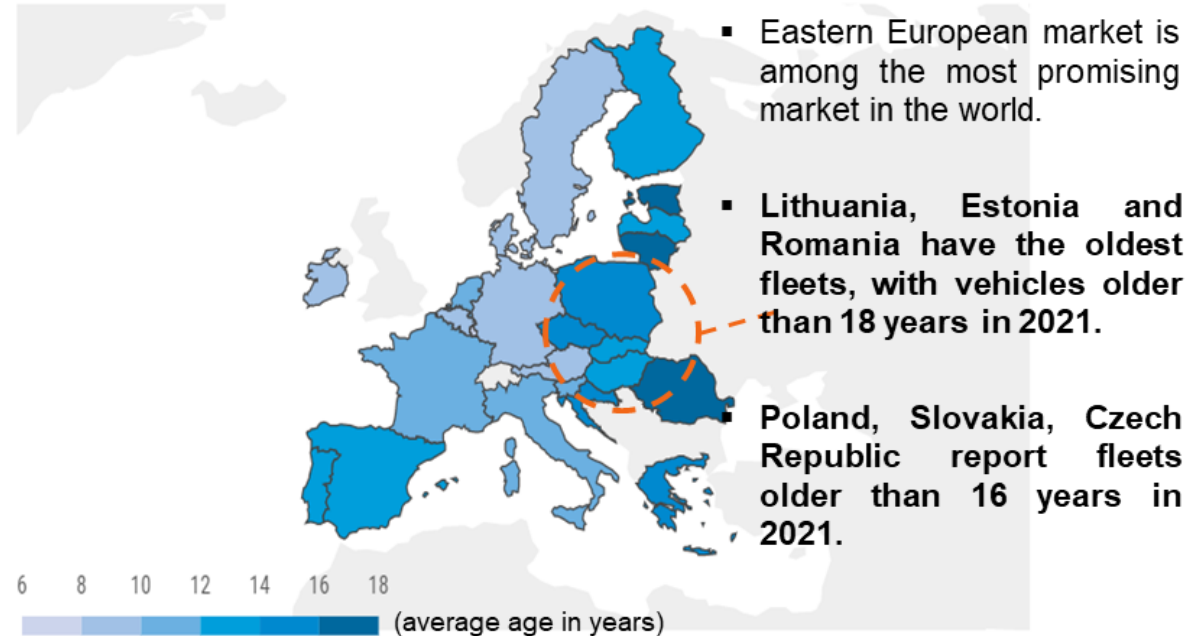 ▪ Eastern European market is
among the most promising
market in the world.
▪ Lithuania, Estonia and
Romania have the oldest
fleets, with vehicles older
than 18 years in 2021.
▪ Poland, Slovakia, Czech
Republic report fleets
older than 16 years in
2021.
6 8 10 12 14 16 18
(average age in years)